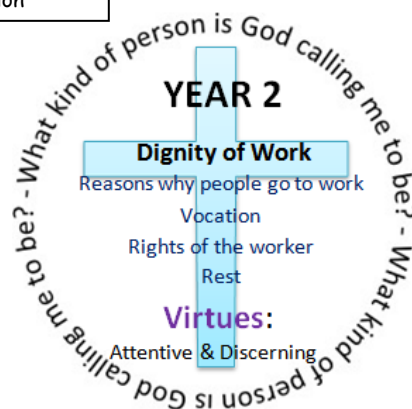 YEAR 2
Dignity of Work
Reasons why people go to work
Vocation
Rights of the worker
Rest
Virtues:
Attentive & Discerning
What kind of person is God calling me to be? - What kind of person is God calling me to be? -